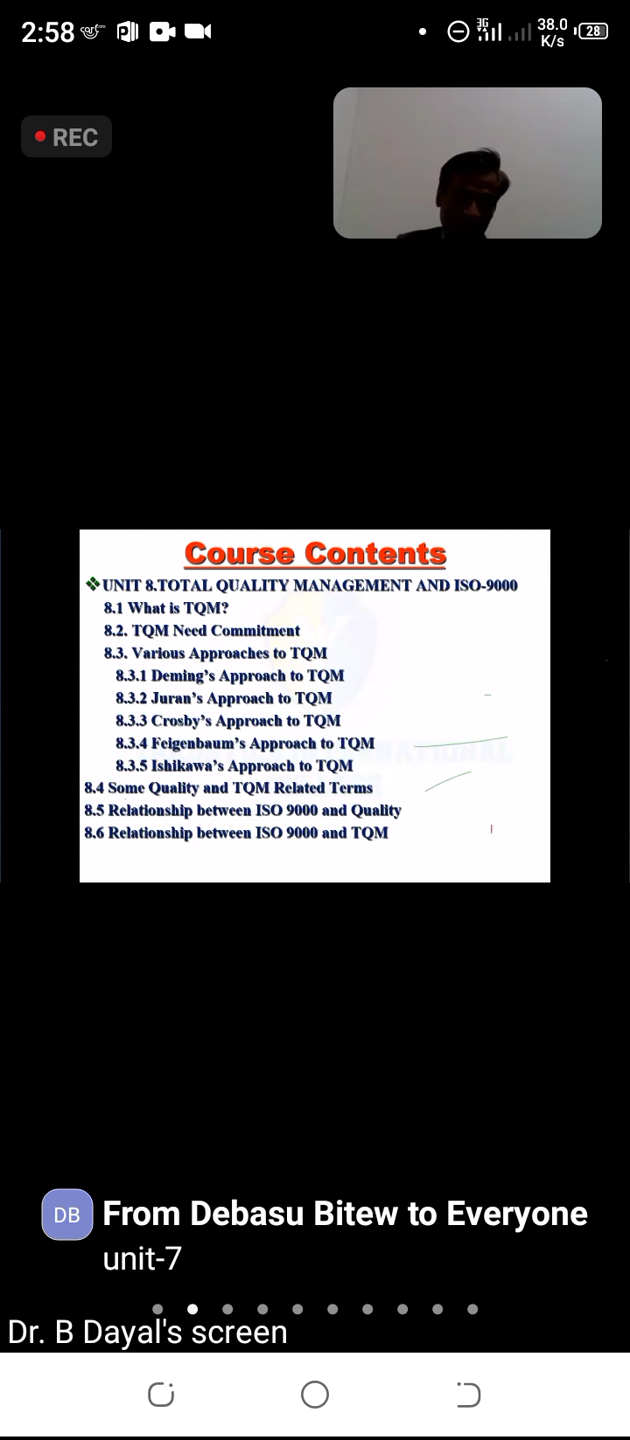 2:58
3G
38.0
K/s
28
REC
Course Contents
❖UNIT 8.TOTAL QUALITY MANAGEMENT AND ISO-9000
8.1 What is TQM?
8.2. TQM Need Commitment
8.3. Various Approaches to TQM
8.3.1 Deming's Approach to TQM
8.3.2 Juran's Approach to TQM
8.3.3 Crosby's Approach to TQM
8.3.4 Feigenbaum's Approach to TQM
8.3.5 Ishikawa's Approach to TQM
8.4 Some Quality and TQM Related Terms
8.5 Relationship between ISO 9000 and Quality
8.6 Relationship between ISO 9000 and TQM
DB
From Debasu Bitew to Everyone
unit-7
Dr. B Dayal's screen